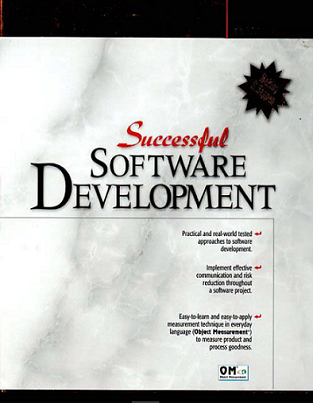 Successful
SOFTWARE
DEVELOPMENT
Practical and real-world tested
approaches to software
development.
Implement effective
communication and risk
reduction throughout
a software project.
Easy-to-learn and easy-to-apply
measurement technique in everyday
language (Object Measurement)
to measure product and
process goodness.
OM
Object Measurement